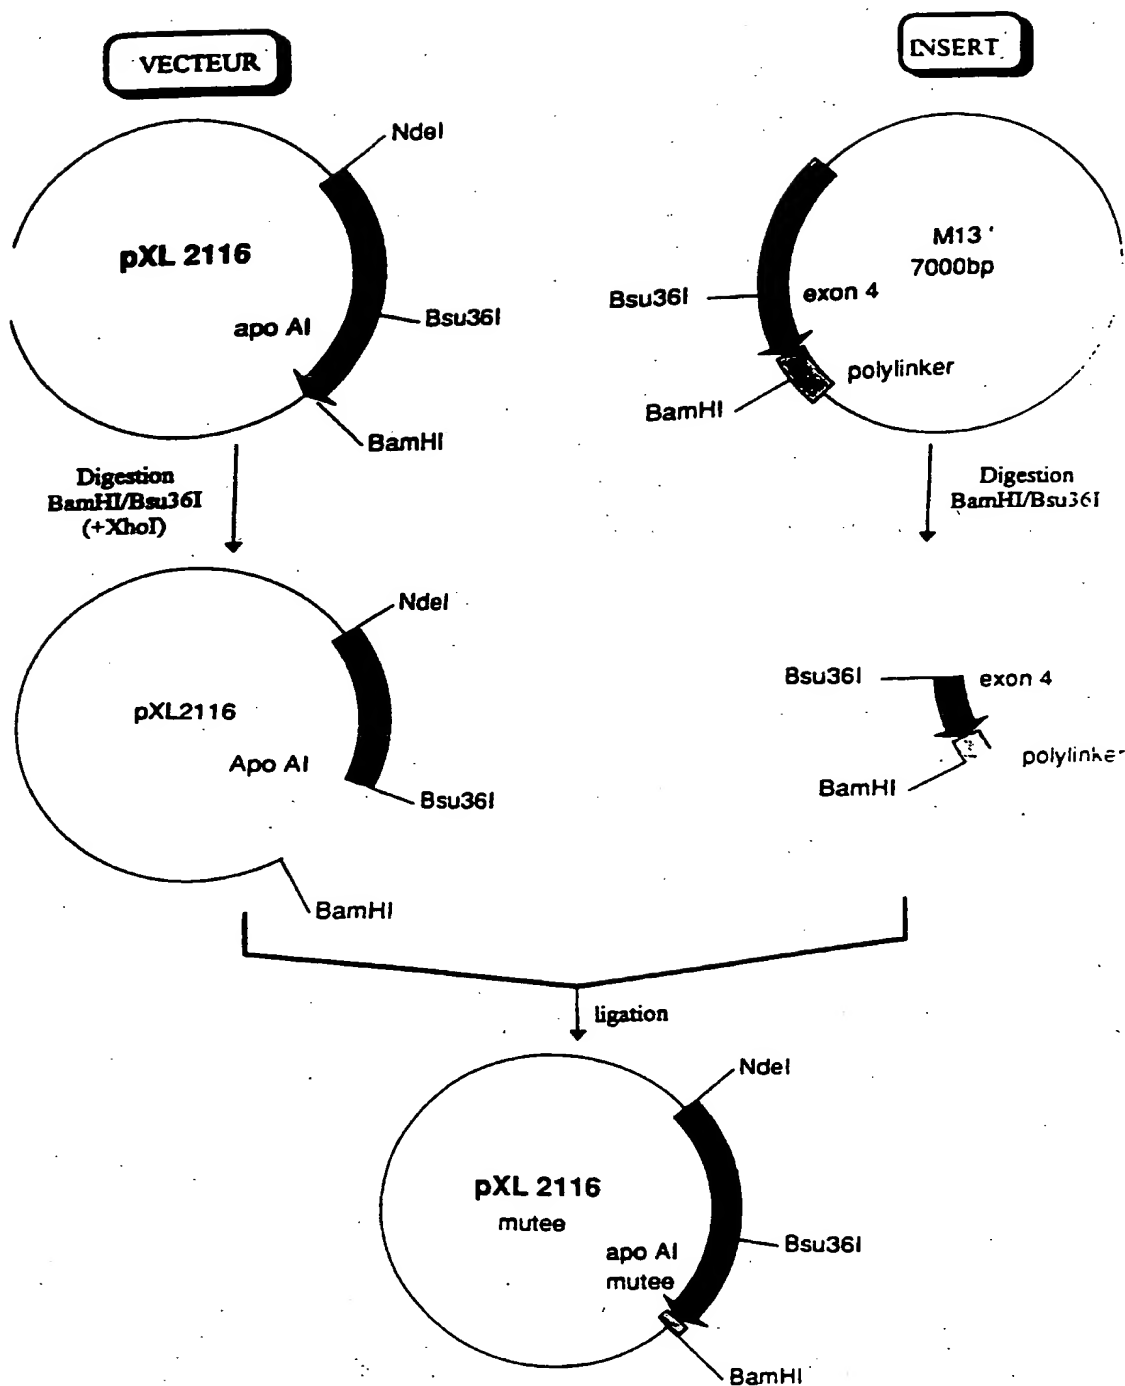 VECTEUR
INSERT
NdeI
pXL 2116
apo AI
Bsu36I
BamHI
M13 '
7000bp
Bsu36I
exon 4
polylinker
BamHI
Digestion
BamHI/Bsu36I
(+XhoI)
Digestion
BamHI/Bsu36I
NdeI
pXL2116
Apo AI
Bsu36I
BamHI
Bsu36I
exon 4
polylinker
BamHI
ligation
NdeI
pXL 2116
mutee
apo AI
mutee
Bsu36I
BamHI